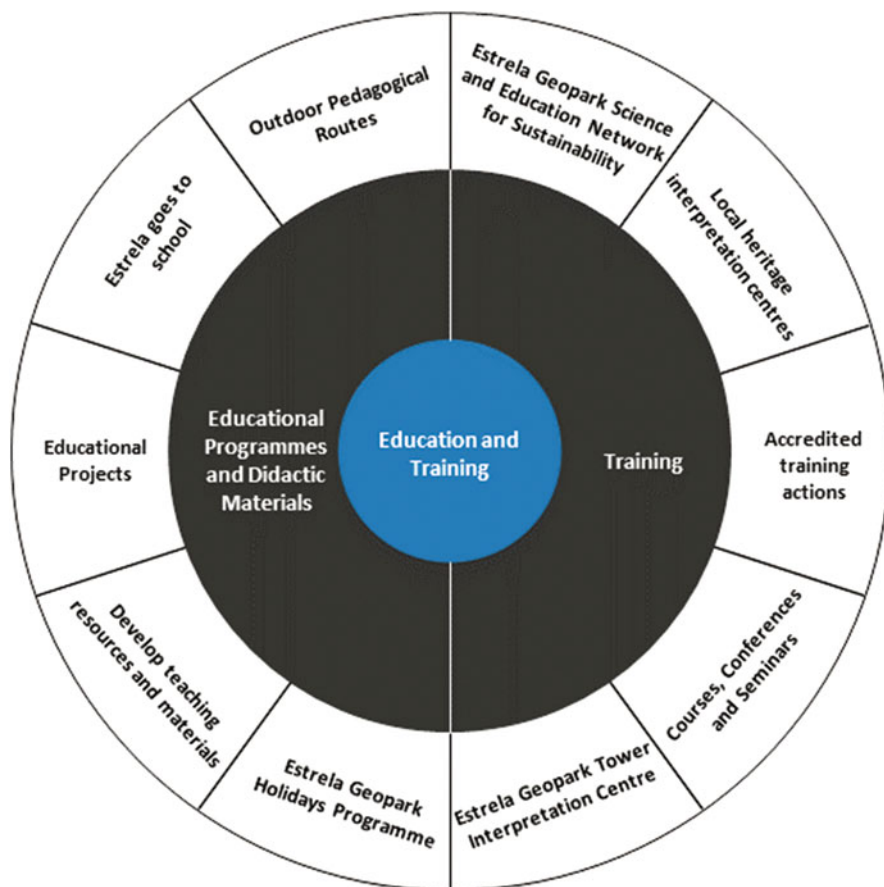 Education and
Training
Educational
Programmes
and Didactic
Materials
Training
Estrela Geopark Science
and Education Network
for Sustainability
Local heritage
interpretation centres
Accredited
training
actions
Courses, Conferences
and Seminars
Estrela Geopark Tower
Interpretation Centre
Estrela Geopark
Holidays Programme
Develop teaching
resources and materials
Educational
Projects
Estrela goes to
school
Outdoor Pedagogical
Routes